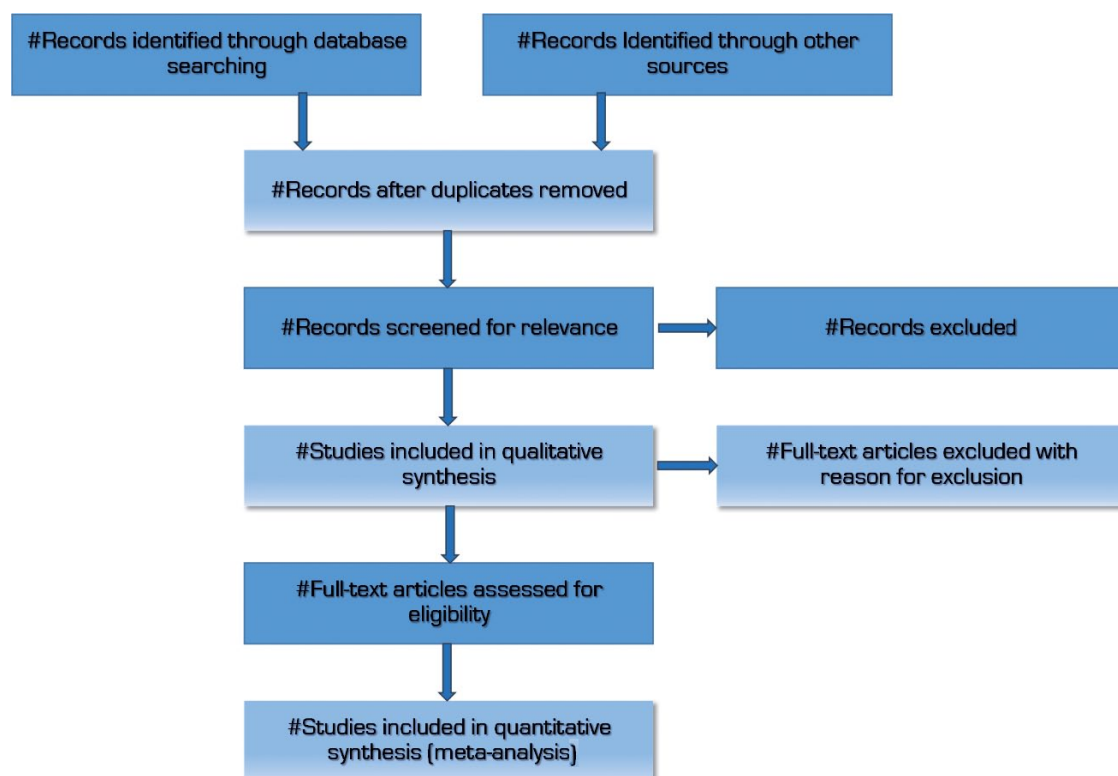 #Records identified through database
searching
#Records Identified through other
sources
#Records after duplicates removed
#Records screened for relevance
#Records excluded
#Studies included in qualitative
synthesis
#Full-text articles excluded with
reason for exclusion
#Full-text articles assessed for
eligibility
#Studies included in quantitative
synthesis (meta-analysis)